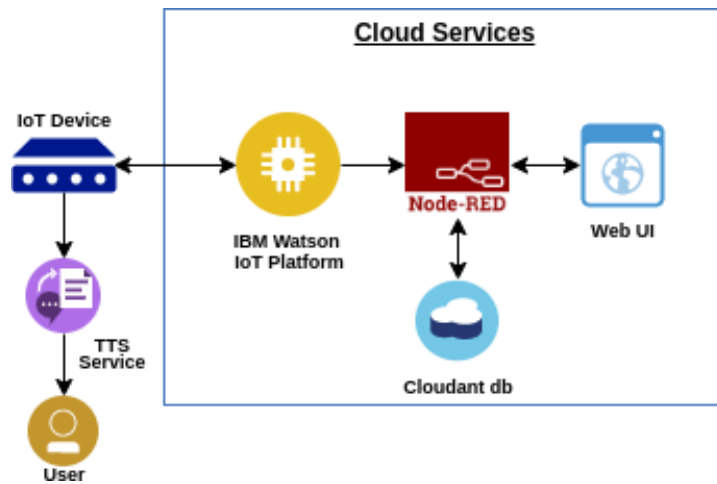 Cloud Services
IoT Device
Node-RED
Web UI
IBM Watson
IoT Platform
TTS
Service
Cloudant db
User